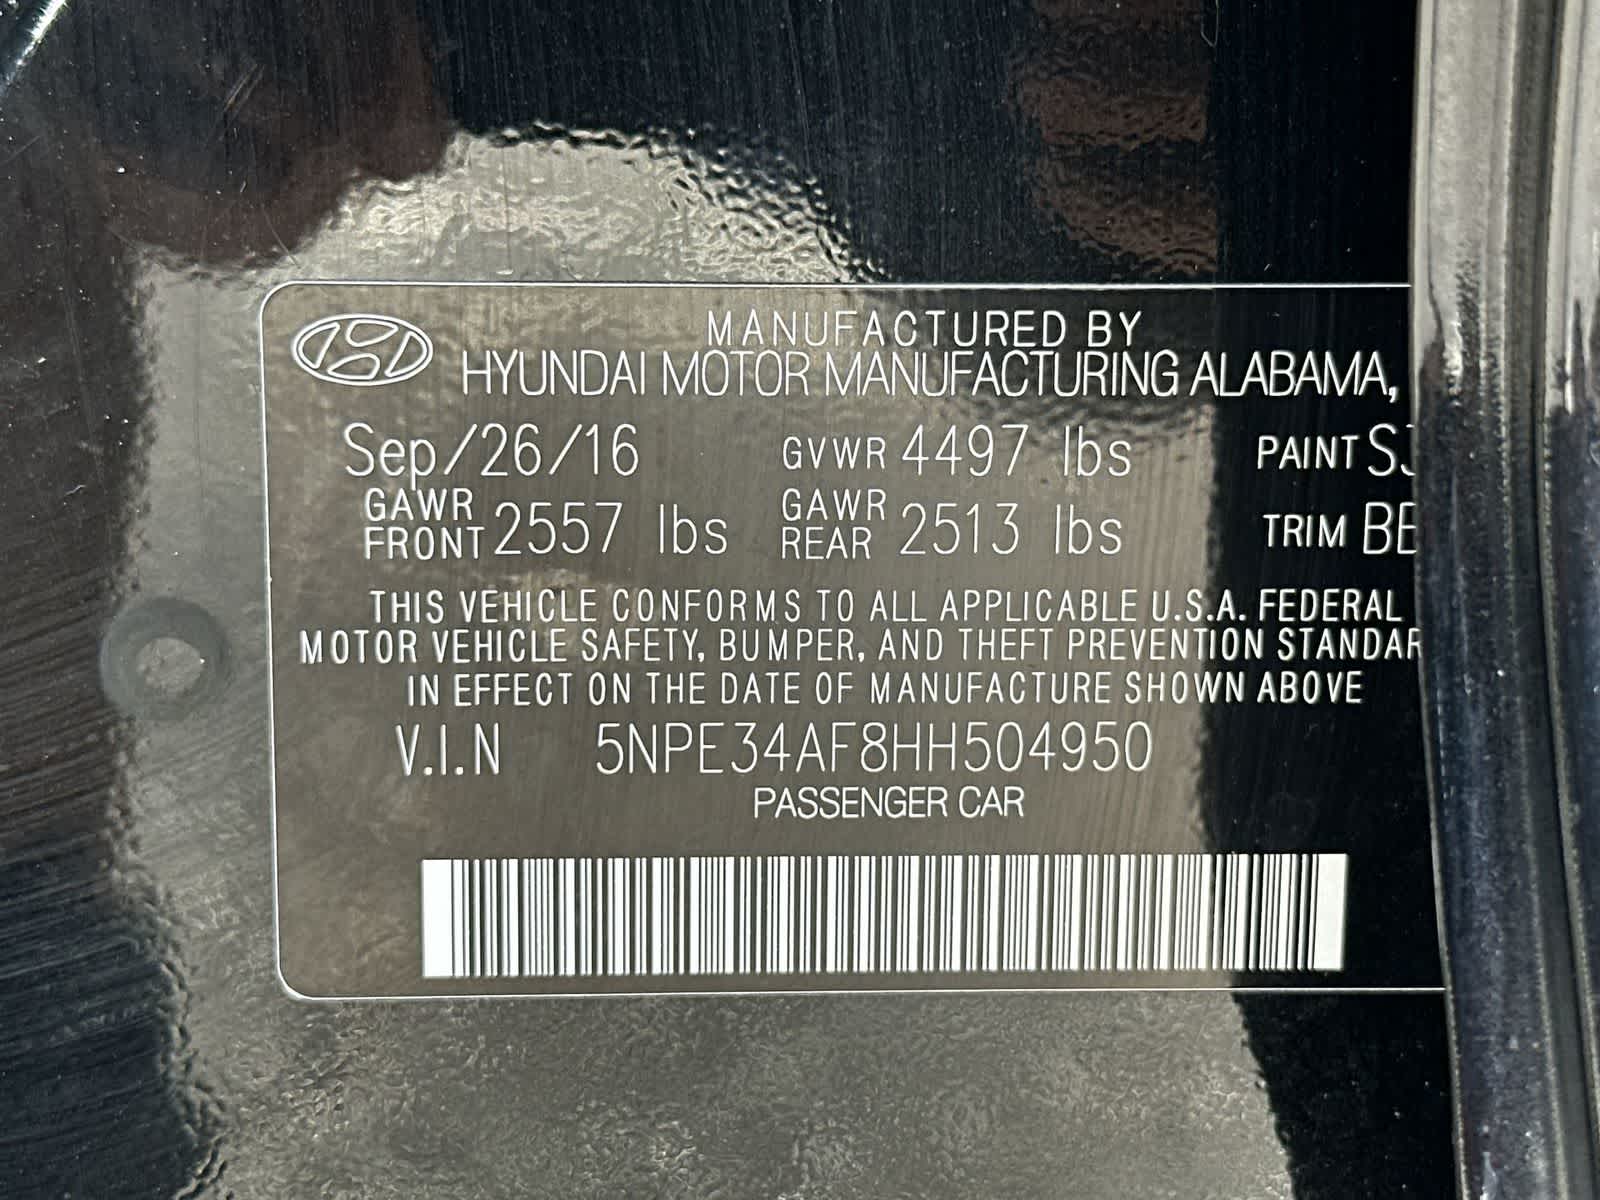 MANUFACTURED BY
HYUNDAI MOTOR MANUFACTURING ALABAMA,
Sep/26/16 GVWR 4497 lbs PAINT
GAWR FRONT 2557 lbs GAWR REAR 2513 lbs TRIM
THIS VEHICLE CONFORMS TO ALL APPLICABLE U.S.A. FEDERAL
MOTOR VEHICLE SAFETY, BUMPER, AND THEFT PREVENTION STANDAR
IN EFFECT ON THE DATE OF MANUFACTURE SHOWN ABOVE
V.I.N 5NPE34AF8HH504950
PASSENGER CAR